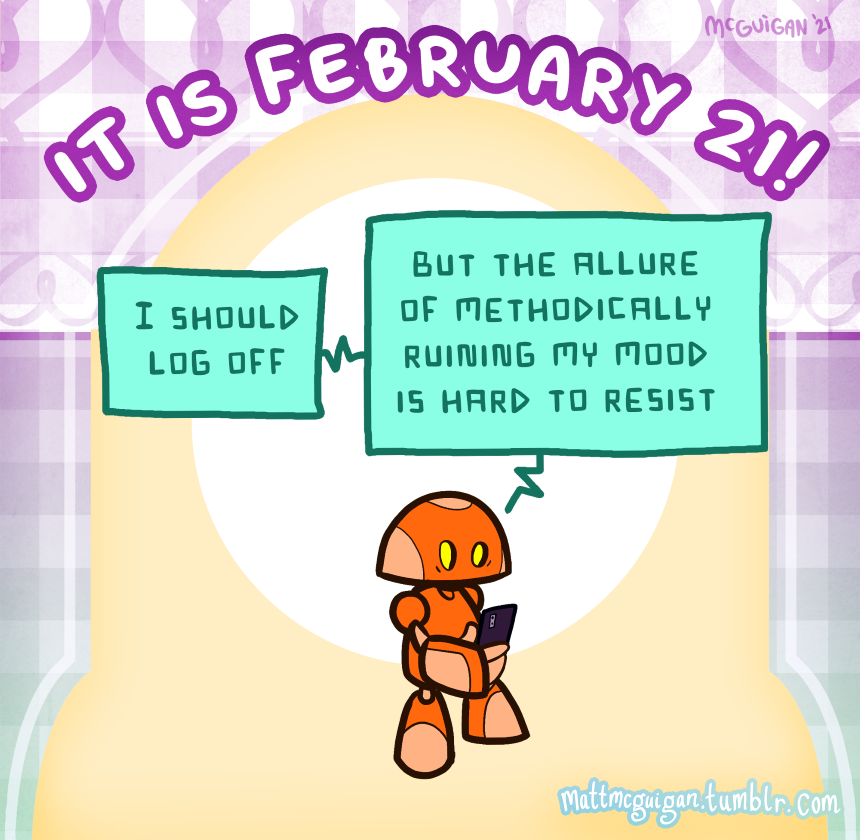 McGUiGAN '21
IT IS FEBRUARY 21!
I SHOULD
LOG OFF
BUT THE ALLURE
OF METHODICALLY
RUINING MY MOOD
IS HARD TO RESIST
mattmcguigan.tumblr.com